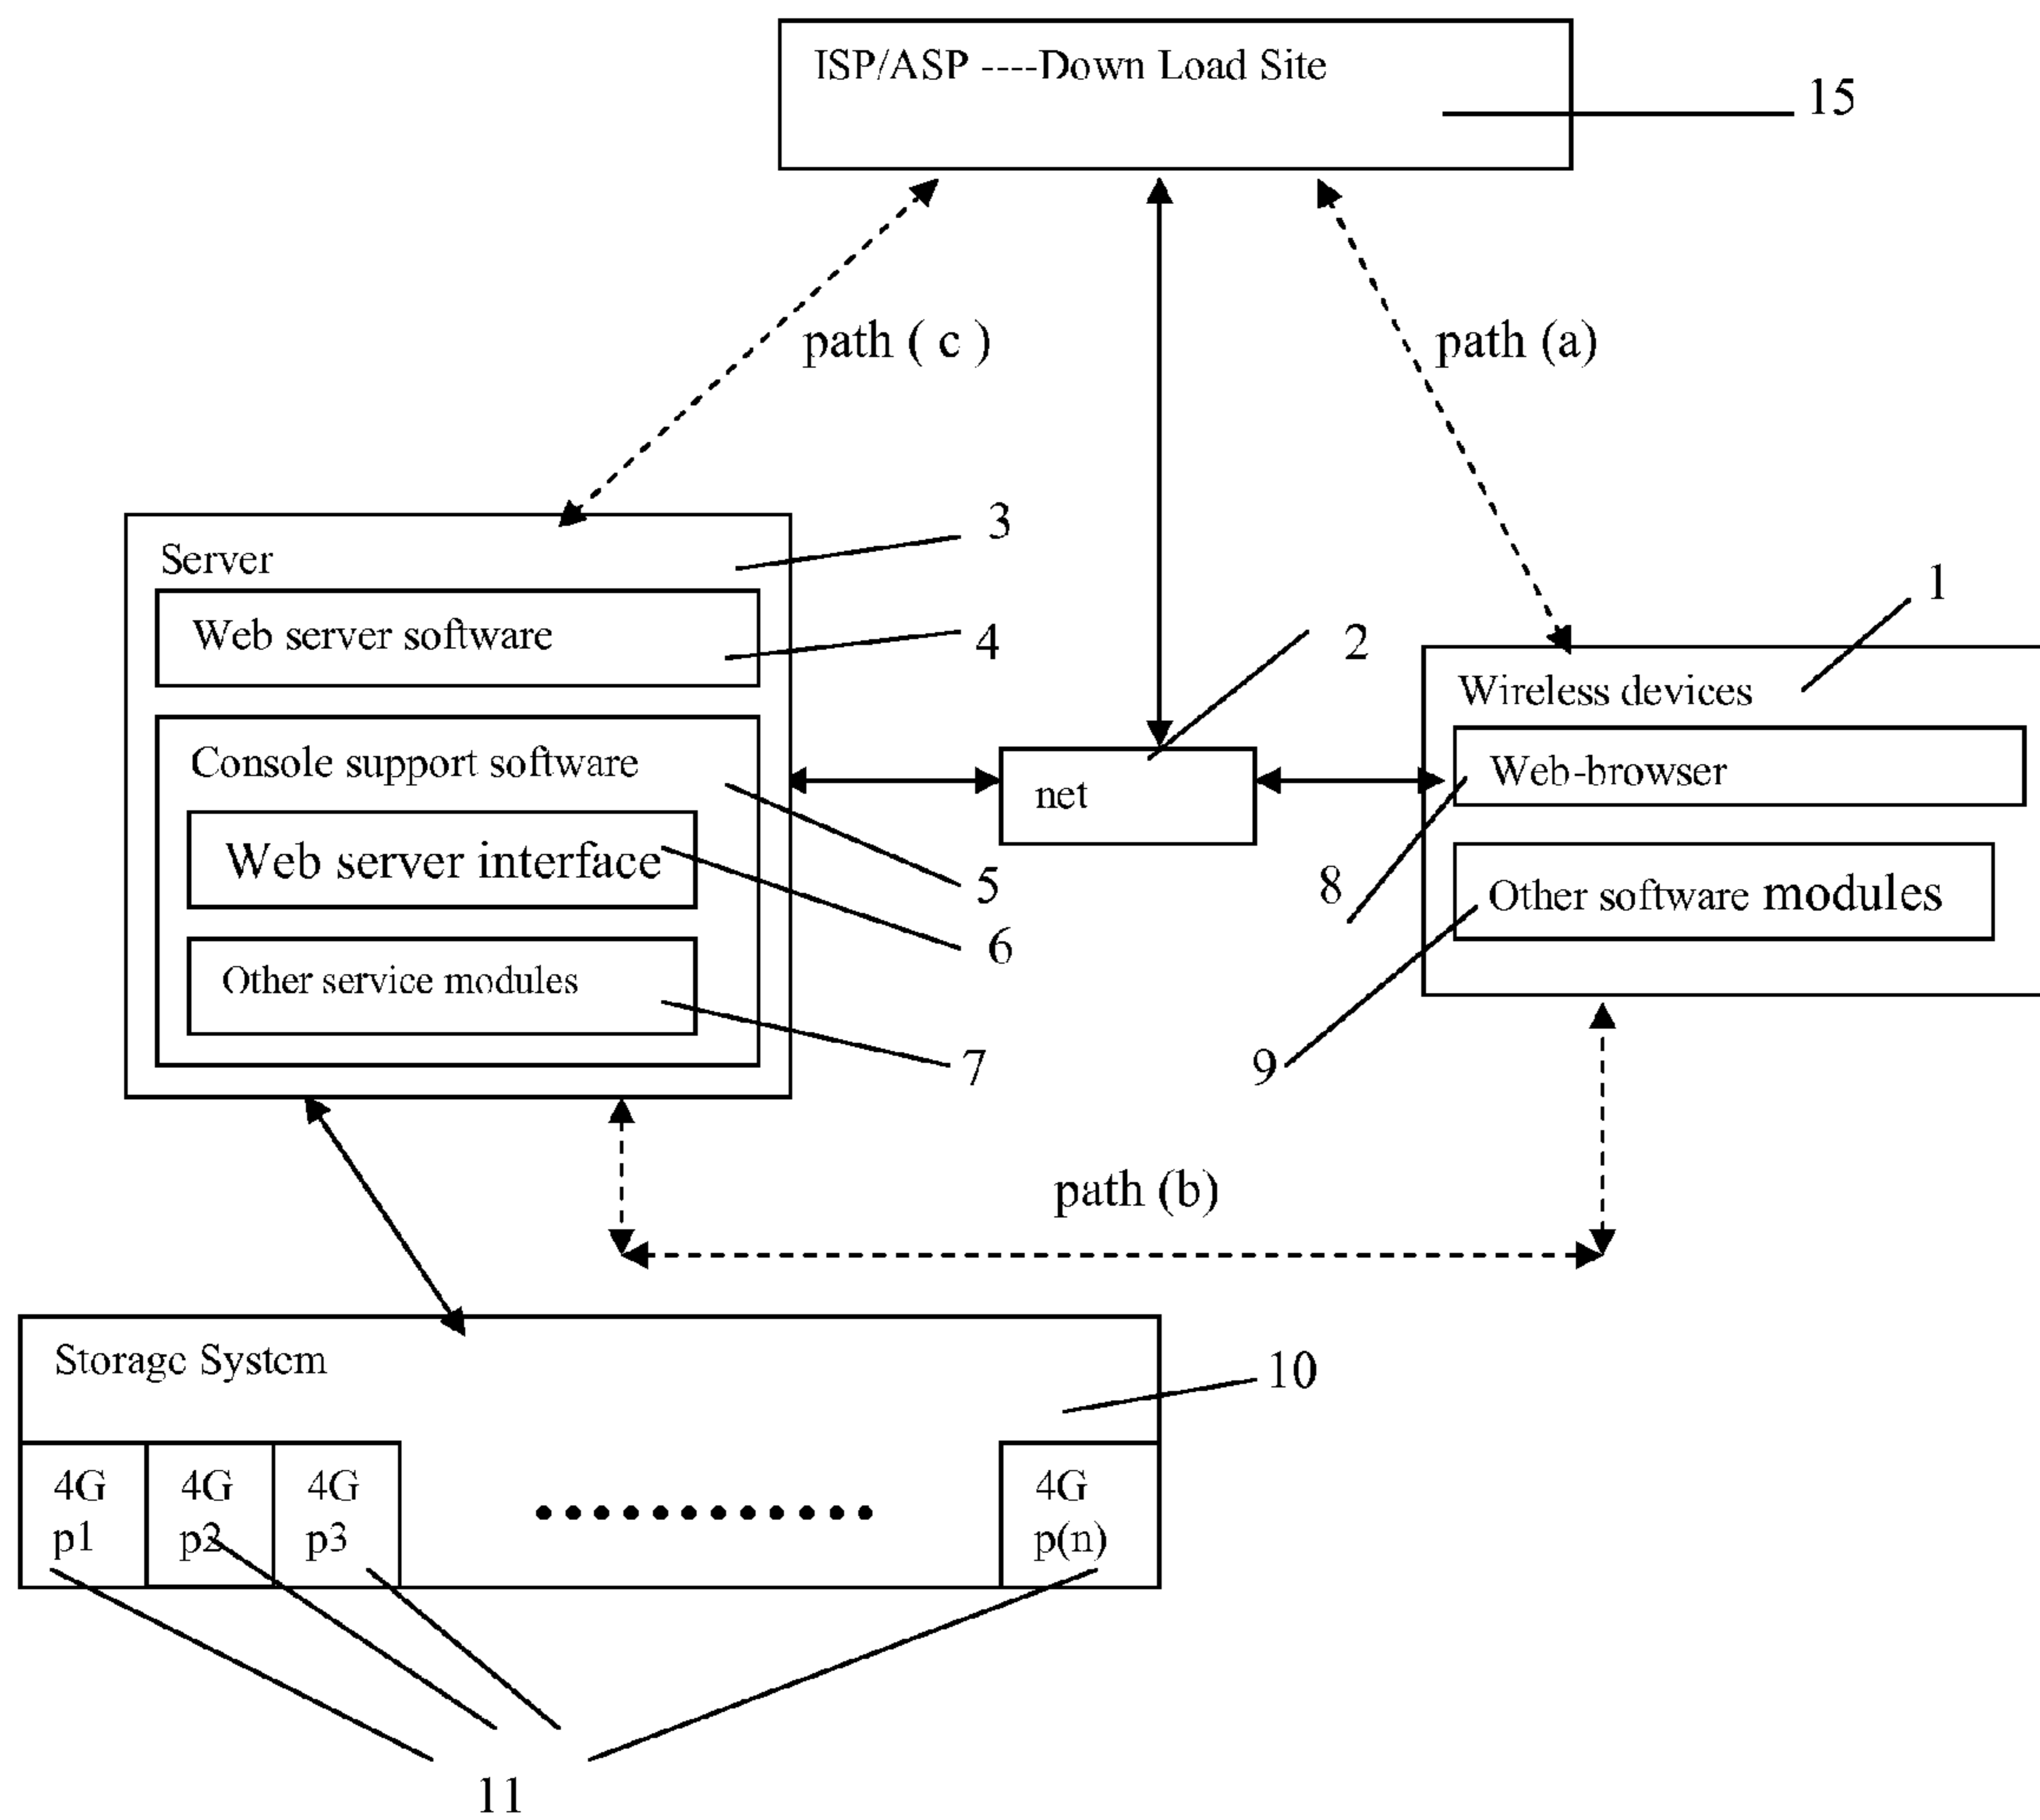 ISP/ASP ----Down Load Site
15
path ( c )
path (a)
Server
3
Web server software
4
2
1
Wireless devices
Console support software
net
Web-browser
Web server interface
5
8
Other software modules
6
Other service modules
7
9
path (b)
Storage System
10
4G
p1
4G
p2
4G
p3
4G
p(n)
11